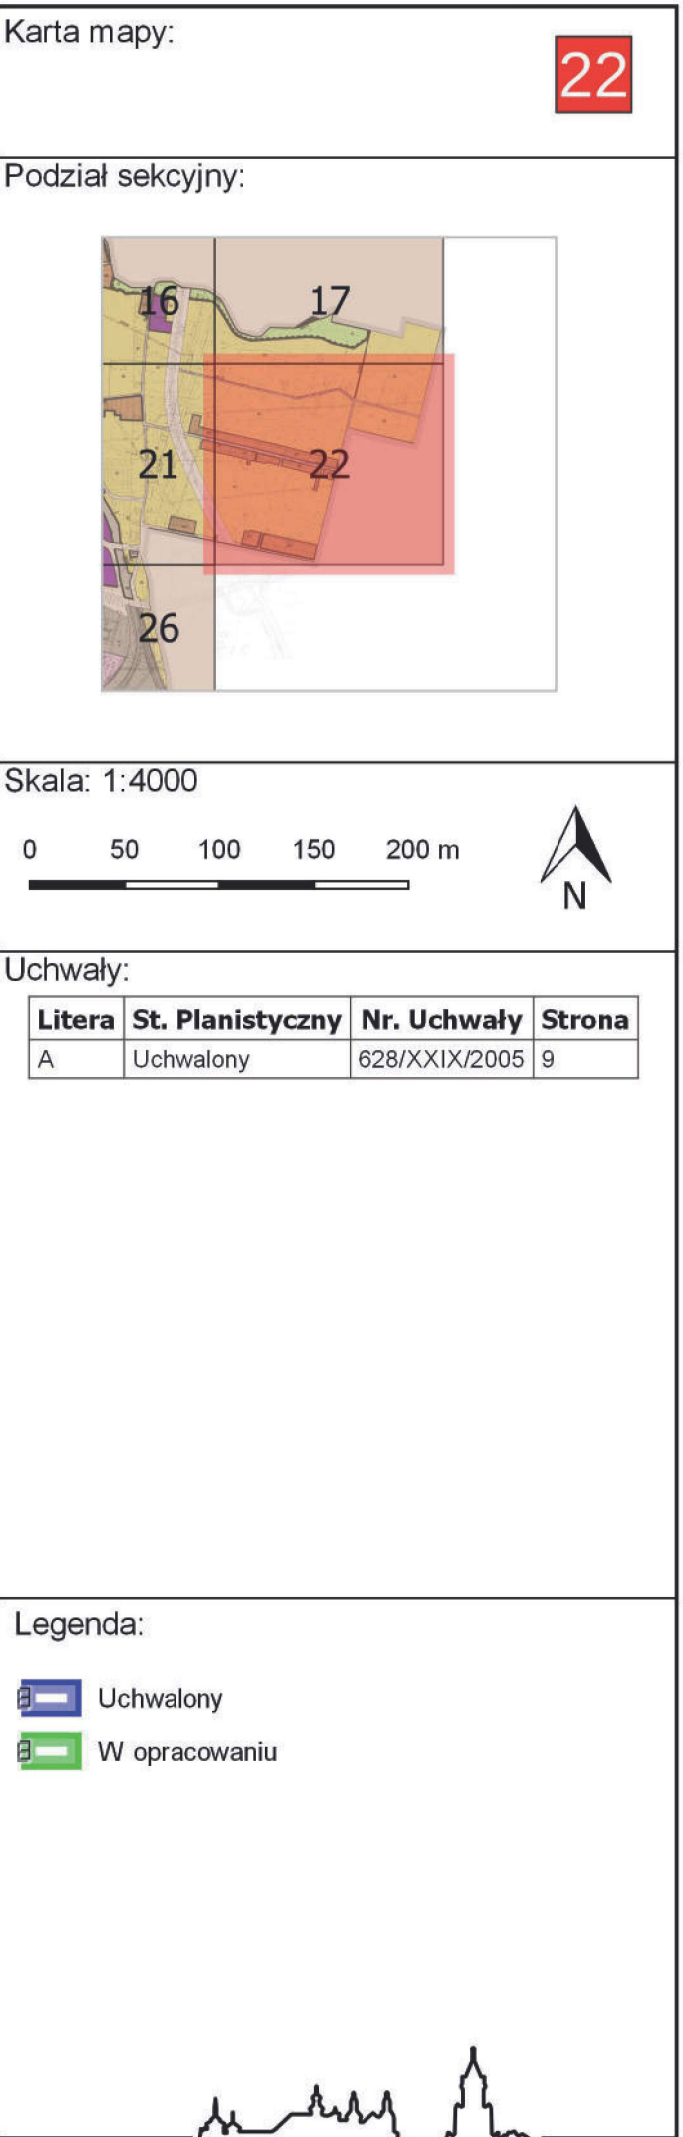 Karta mapy:
22
Podział sekcyjny:
16
17
21
22
26
Skala: 1:4000
0 50 100 150 200 m
N
Uchwały:
Litera St. Planistyczny Nr. Uchwały Strona
A Uchwalony 628/XXIX/2005 9
Legenda:
Uchwalony
W opracowaniu